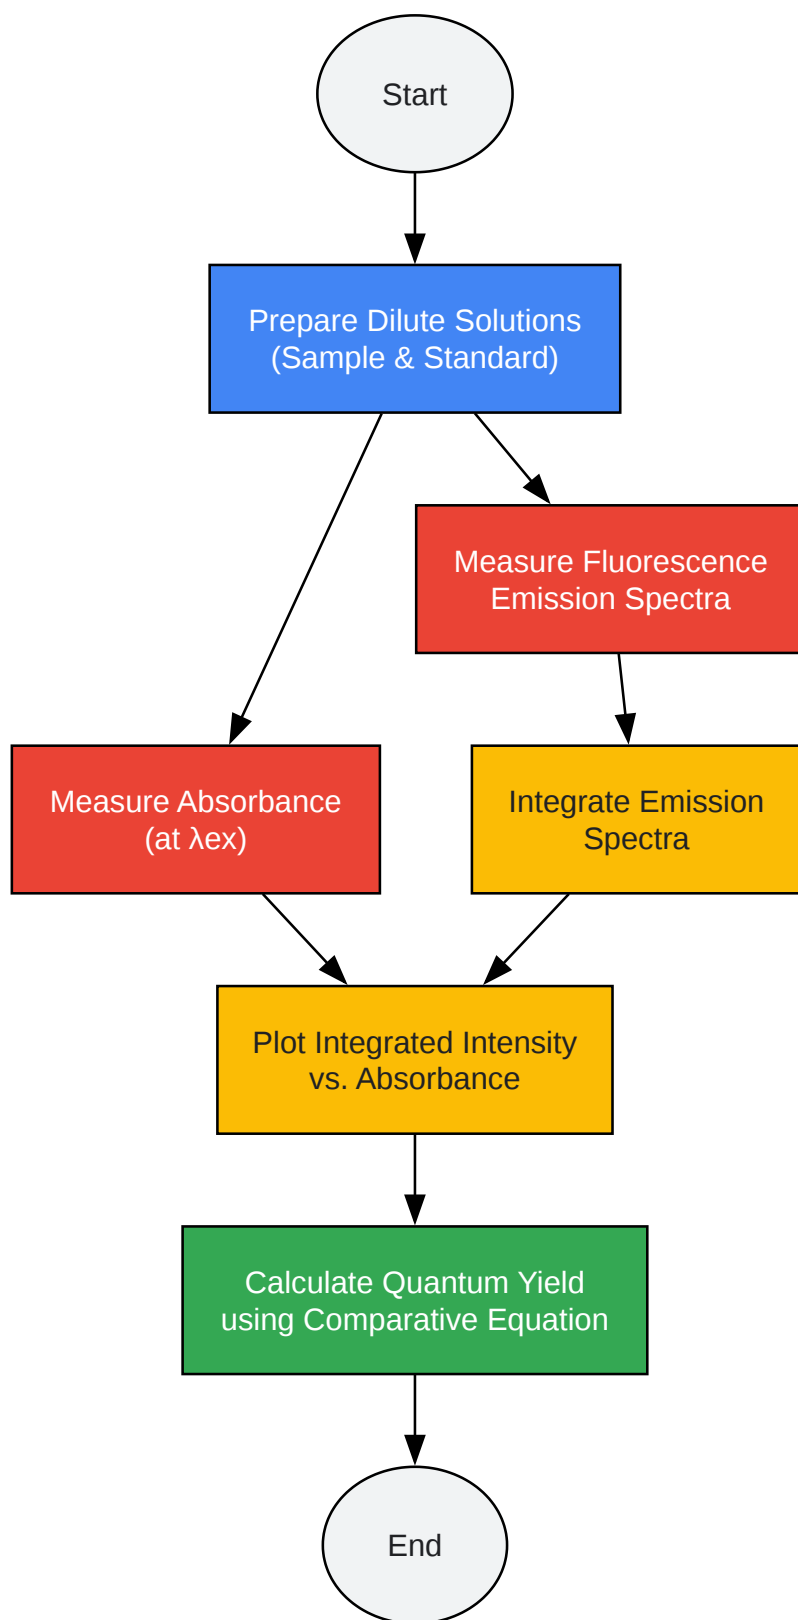 Start
Prepare Dilute Solutions
(Sample & Standard)
Measure Fluorescence
Emission Spectra
Measure Absorbance
(at λex)
Integrate Emission
Spectra
Plot Integrated Intensity
vs. Absorbance
Calculate Quantum Yield
using Comparative Equation
End